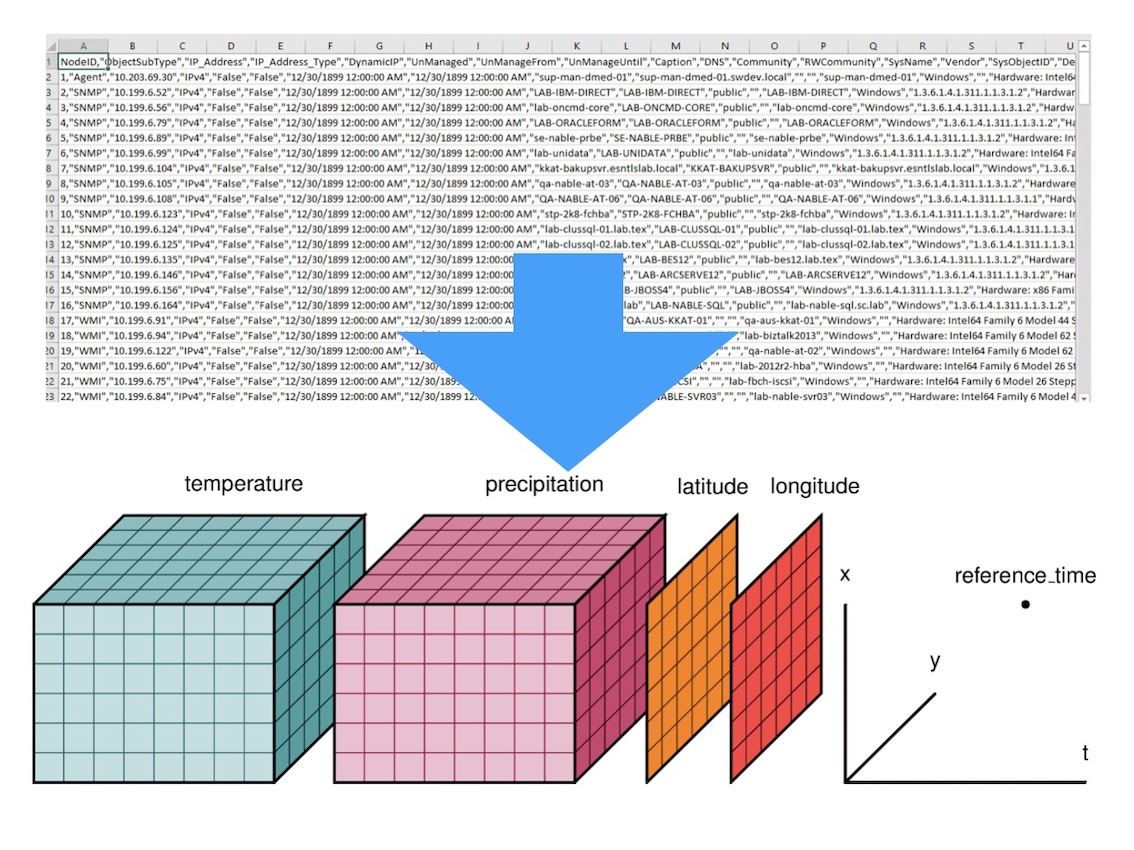 A B C D E F G H I J K L M N O P Q R S T U
1 NodeID,"ObjectSubType","IP_Address","IP_Address_Type","DynamicIP","UnManaged","UnManageFrom","UnManageUntil","Caption","DNS","Community","RWCommunity","SysName","Vendor","SysObjectID","De
2 1,"Agent","10.203.69.30","IPv4","False","False","12/30/1899 12:00:00 AM","12/30/1899 12:00:00 AM","sup-man-dmed-01","sup-man-dmed-01.swdev.local","","","sup-man-dmed-01","Windows","","Hardware: Intel6
3 2,"SNMP","10.199.6.52","IPv4","False","False","12/30/1899 12:00:00 AM","12/30/1899 12:00:00 AM","LAB-IBM-DIRECT","LAB-IBM-DIRECT","public","","LAB-IBM-DIRECT","Windows","1.3.6.1.4.1.311.1.1.3.1.2","Hardwar
4 3,"SNMP","10.199.6.56","IPv4","False","False","12/30/1899 12:00:00 AM","12/30/1899 12:00:00 AM","lab-oncmd-core","LAB-ONCMD-CORE","public","","lab-oncmd-core","Windows","1.3.6.1.4.1.311.1.1.3.1.2","Hardw
5 4,"SNMP","10.199.6.79","IPv4","False","False","12/30/1899 12:00:00 AM","12/30/1899 12:00:00 AM","LAB-ORACLEFORM","LAB-ORACLEFORM","public","","LAB-ORACLEFORM","Windows","1.3.6.1.4.1.311.1.1.3.1.2","Har
6 5,"SNMP","10.199.6.89","IPv4","False","False","12/30/1899 12:00:00 AM","12/30/1899 12:00:00 AM","se-nable-prbe","SE-NABLE-PRBE","public","","se-nable-prbe","Windows","1.3.6.1.4.1.311.1.1.3.1.2","Hardware: In
7 6,"SNMP","10.199.6.99","IPv4","False","False","12/30/1899 12:00:00 AM","12/30/1899 12:00:00 AM","lab-unidata","LAB-UNIDATA","public","","lab-unidata","Windows","1.3.6.1.4.1.311.1.1.3.1.2","Hardware: Intel64 Fa
8 7,"SNMP","10.199.6.104","IPv4","False","False","12/30/1899 12:00:00 AM","12/30/1899 12:00:00 AM","kkat-bakupsvr.esntlslab.local","KKAT-BAKUPSVR","public","","kkat-bakupsvr.esntlslab.local","Windows","1.3.6.1
9 8,"SNMP","10.199.6.105","IPv4","False","False","12/30/1899 12:00:00 AM","12/30/1899 12:00:00 AM","qa-nable-at-03","QA-NABLE-AT-03","public","","qa-nable-at-03","Windows","1.3.6.1.4.1.311.1.1.3.1.2","Hardware
10 9,"SNMP","10.199.6.108","IPv4","False","False","12/30/1899 12:00:00 AM","12/30/1899 12:00:00 AM","QA-NABLE-AT-06","QA-NABLE-AT-06","public","","QA-NABLE-AT-06","Windows","1.3.6.1.4.1.311.1.1.3.1.1","Hardw
11 10,"SNMP","10.199.6.123","IPv4","False","False","12/30/1899 12:00:00 AM","12/30/1899 12:00:00 AM","stp-2k8-fchba","STP-2K8-FCHBA","public","","stp-2k8-fchba","Windows","1.3.6.1.4.1.311.1.1.3.1.2","Hardware: I
12 11,"SNMP","10.199.6.124","IPv4","False","False","12/30/1899 12:00:00 AM","12/30/1899 12:00:00 AM","lab-clussql-01.lab.tex","LAB-CLUSSQL-01","public","","lab-clussql-01.lab.tex","Windows","1.3.6.1.4.1.311.1.1.3.1
13 12,"SNMP","10.199.6.125","IPv4","False","False","12/30/1899 12:00:00 AM","12/30/1899 12:00:00 AM","lab-clussql-02.lab.tex","LAB-CLUSSQL-02","public","","lab-clussql-02.lab.tex","Windows","1.3.6.1.4.1.311.1.1.3.1
14 13,"SNMP","10.199.6.135","IPv4","False","False","12/30/1899 12:00:00 AM","12/30/1899 12:00:00 AM","LAB-BES12","public","","lab-bes12.lab.tex","Windows","1.3.6.1.4.1.311.1.1.3.1.2","Har
15 14,"SNMP","10.199.6.146","IPv4","False","False","12/30/1899 12:00:00 AM","12/30/1899 12:00:00 AM","LAB-ARCSERVE12","public","","LAB-ARCSERVE12","Windows","1.3.6.1.4.1.311.1.1.3.1.2","Har
16 15,"SNMP","10.199.6.156","IPv4","False","False","12/30/1899 12:00:00 AM","12/30/1899 12:00:00 AM B-JBOSS4","public","","LAB-JBOSS4","Windows","1.3.6.1.4.1.311.1.1.3.1.2","Hardware: x86 Fami
17 16,"SNMP","10.199.6.164","IPv4","False","False","12/30/1899 12:00:00 AM","12/30/1899 12:00:00 AM lab","LAB-NABLE-SQL","public","","lab-nable-sql.sc.lab","Windows","1.3.6.1.4.1.311.1.1.3.1.2","
18 17,"WMI","10.199.6.91","IPv4","False","False","12/30/1899 12:00:00 AM","12/30/1899 12:00:00 A QA-AUS-KKAT-01","","","qa-aus-kkat-01","Windows","","Hardware: Intel64 Family 6 Model 44 S
19 18,"WMI","10.199.6.94","IPv4","False","False","12/30/1899 12:00:00 AM","1 "lab-biztalk2013","Windows","","Hardware: Intel64 Family 6 Model 62
20 19,"WMI","10.199.6.122","IPv4","False","False","12/30/1899 12:00:00 AM","1 "qa-nable-at-02","Windows","","Hardware: Intel64 Family 6 Model 62
21 20,"WMI","10.199.6.60","IPv4","False","False","12/30/1899 12:00:00 AM","12/3 "lab-2012r2-hba","Windows","","Hardware: Intel64 Family 6 Model 26 St
22 21,"WMI","10.199.6.75","IPv4","False","False","12/30/1899 12:00:00 AM","12/30/ CSI","","","lab-fbch-iscsi","Windows","","Hardware: Intel64 Family 6 Model 26 Stepp
23 22,"WMI","10.199.6.84","IPv4","False","False","12/30/1899 12:00:00 AM","12/30/1899 1 NABLE-SVR03","","","lab-nable-svr03","Windows","","Hardware: Intel64 Family 6 Model 4
temperature precipitation latitude longitude
x reference_time
y
t